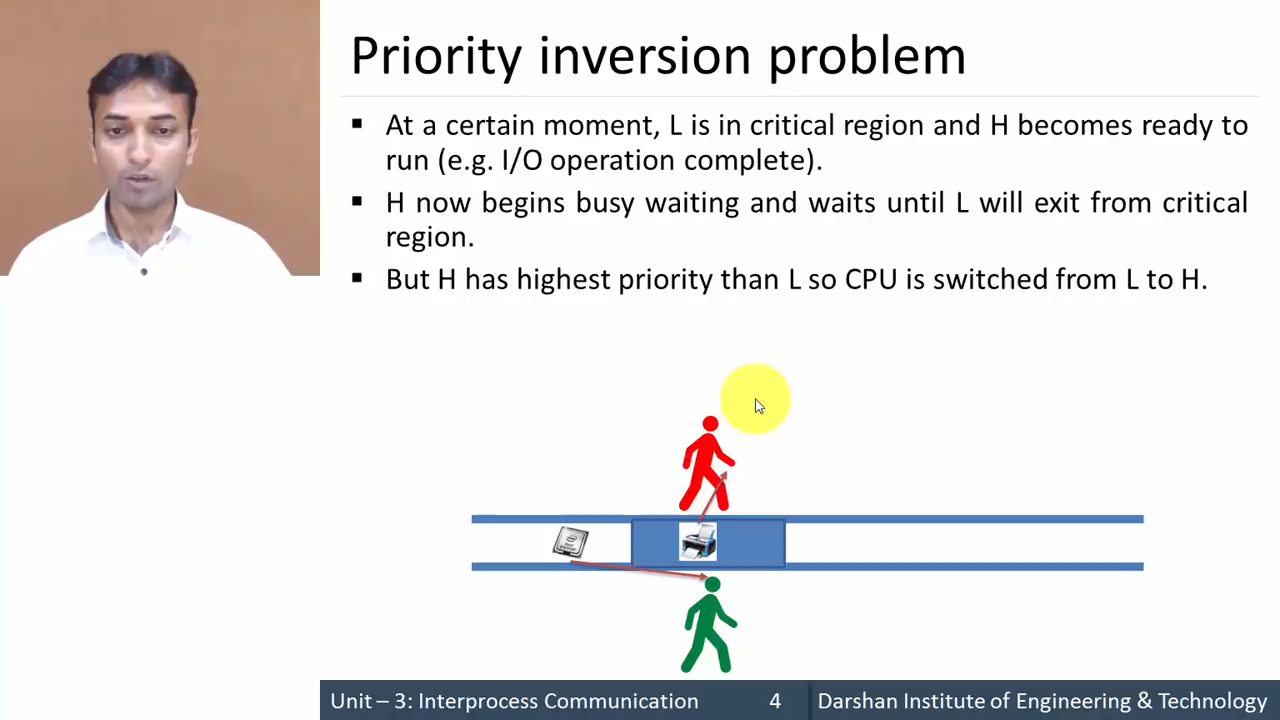 Priority inversion problem
▪ At a certain moment, L is in critical region and H becomes ready to
run (e.g. I/O operation complete).
▪ H now begins busy waiting and waits until L will exit from critical
region.
▪ But H has highest priority than L so CPU is switched from L to H.
Unit – 3: Interprocess Communication 4 Darshan Institute of Engineering & Technology